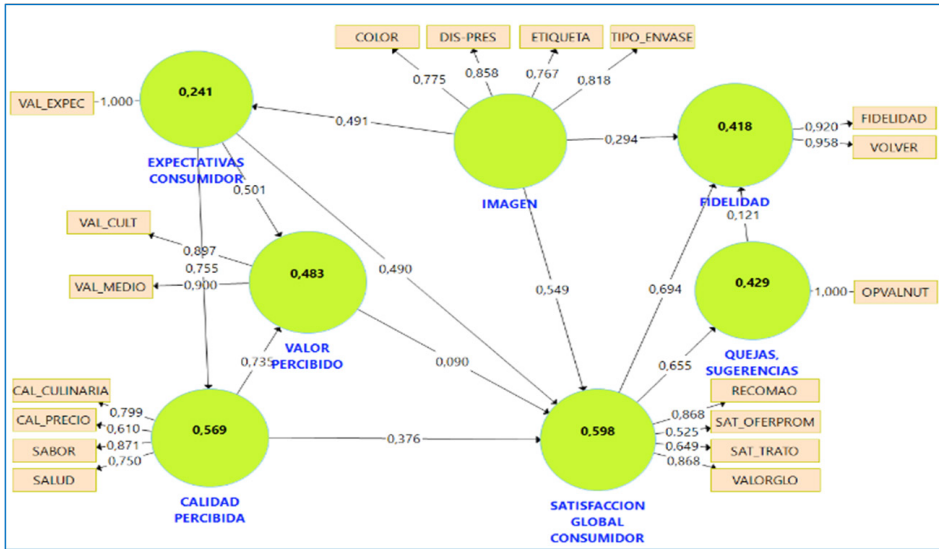 COLOR
DIS-PRES
ETIQUETA
TIPO_ENVASE
0,775
0,858
0,767
0,818
VAL_EXPEC
1,000
0,241
EXPECTATIVAS
CONSUMIDOR
0,491
IMAGEN
0,294
0,418
FIDELIDAD
0,920
0,958
FIDELIDAD
VOLVER
0,501
0,121
VAL_CULT
VAL_MEDIO
0,897
0,755
0,900
0,483
VALOR
PERCIBIDO
0,490
0,549
0,694
0,429
1,000
OPVALNUT
QUEJAS,
SUGERENCIAS
0,735
0,090
0,655
CAL_CULINARIA
CAL_PRECIO
SABOR
SALUD
0,799
0,610
0,871
0,750
0,569
CALIDAD
PERCIBIDA
0,376
0,598
SATISFACCION
GLOBAL
CONSUMIDOR
0,868
0,525
0,649
0,868
RECOMAO
SAT_OFERPROM
SAT_TRATO
VALORGLO